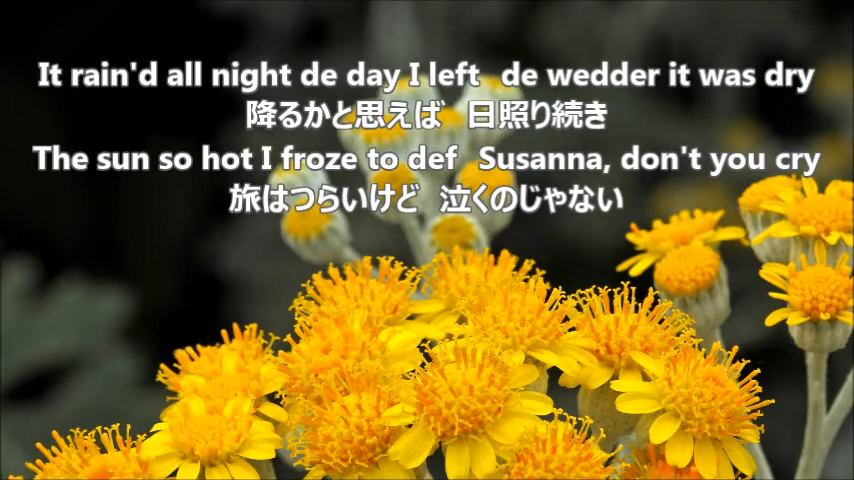 It rain'd all night de day I left  de wedder it was dry
降るかと思えば　日照り続き
The sun so hot I froze to def  Susanna, don't you cry
旅はつらいけど　泣くのじゃない